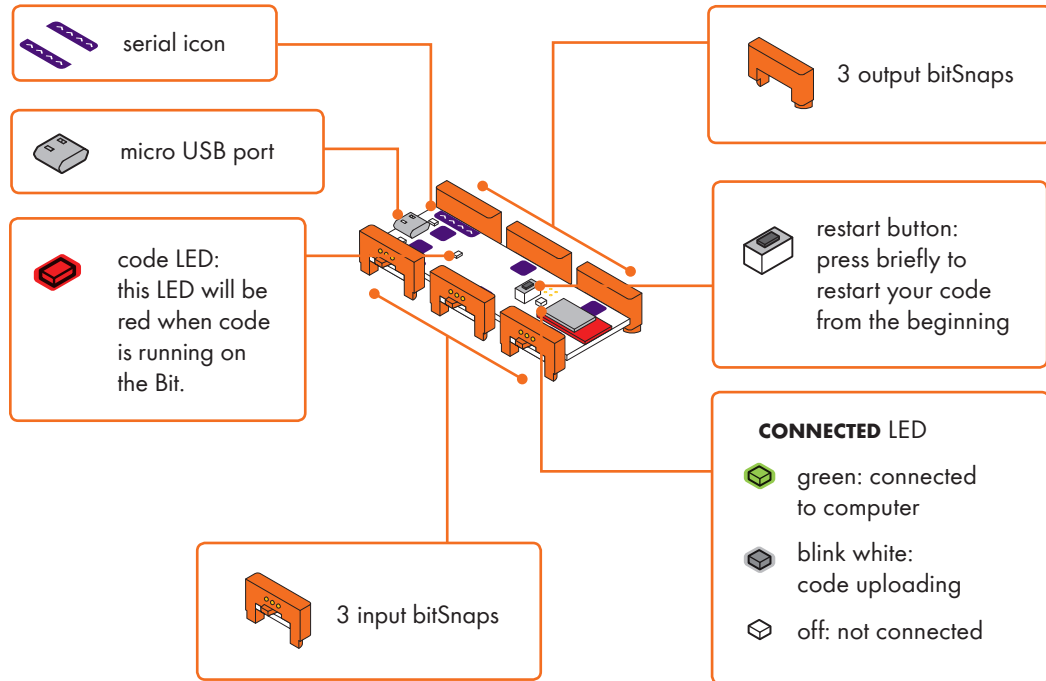 serial icon
3 output bitSnaps
micro USB port
code LED:
this LED will be
red when code
is running on
the Bit.
restart button:
press briefly to
restart your code
from the beginning
CONNECTED LED
green: connected
to computer
blink white:
code uploading
off: not connected
3 input bitSnaps